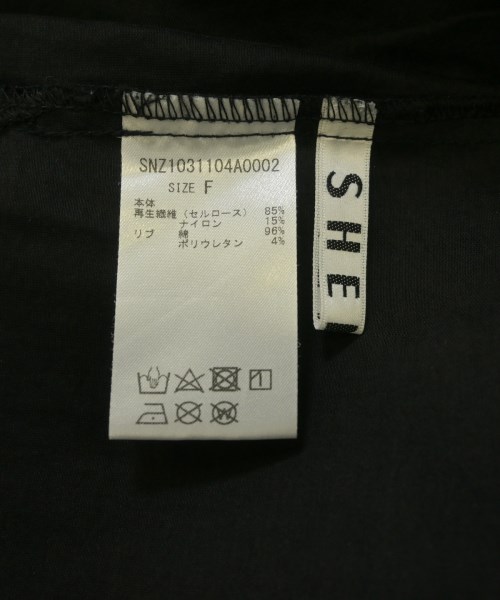 SNZ1031104A0002
SIZE F
本体
再生繊維(セルロース) 85%
ナイロン 15%
リブ 綿 96%
ポリウレタン 4%
SHE